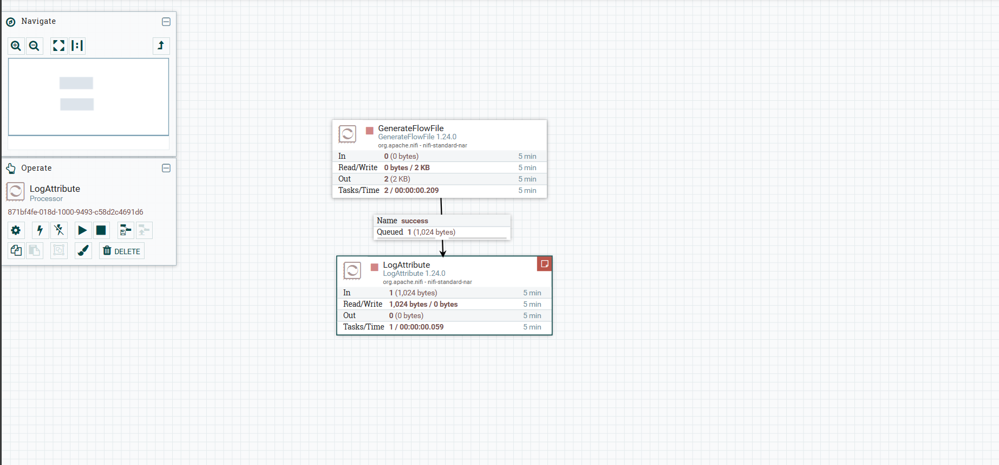 Navigate
Operate
LogAttribute
Processor
871bf4fe-018d-1000-9493-c58d2c4691d6
DELETE
GenerateFlowFile
GenerateFlowFile 1.24.0
org.apache.nifi - nifi-standard-nar
In 0 (0 bytes) 5 min
Read/Write 0 bytes / 2 KB 5 min
Out 2 (2 KB) 5 min
Tasks/Time 2 / 00:00:00.209 5 min
Name success
Queued 1 (1,024 bytes)
LogAttribute
LogAttribute 1.24.0
org.apache.nifi - nifi-standard-nar
In 1 (1,024 bytes) 5 min
Read/Write 1,024 bytes / 0 bytes 5 min
Out 0 (0 bytes) 5 min
Tasks/Time 1 / 00:00:00.059 5 min